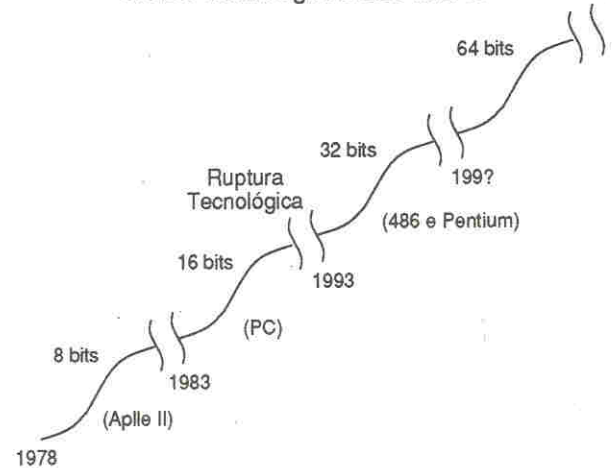 64 bits
32 bits
199?
Ruptura
Tecnológica
(486 e Pentium)
16 bits
1993
(PC)
8 bits
1983
(Aplle II)
1978